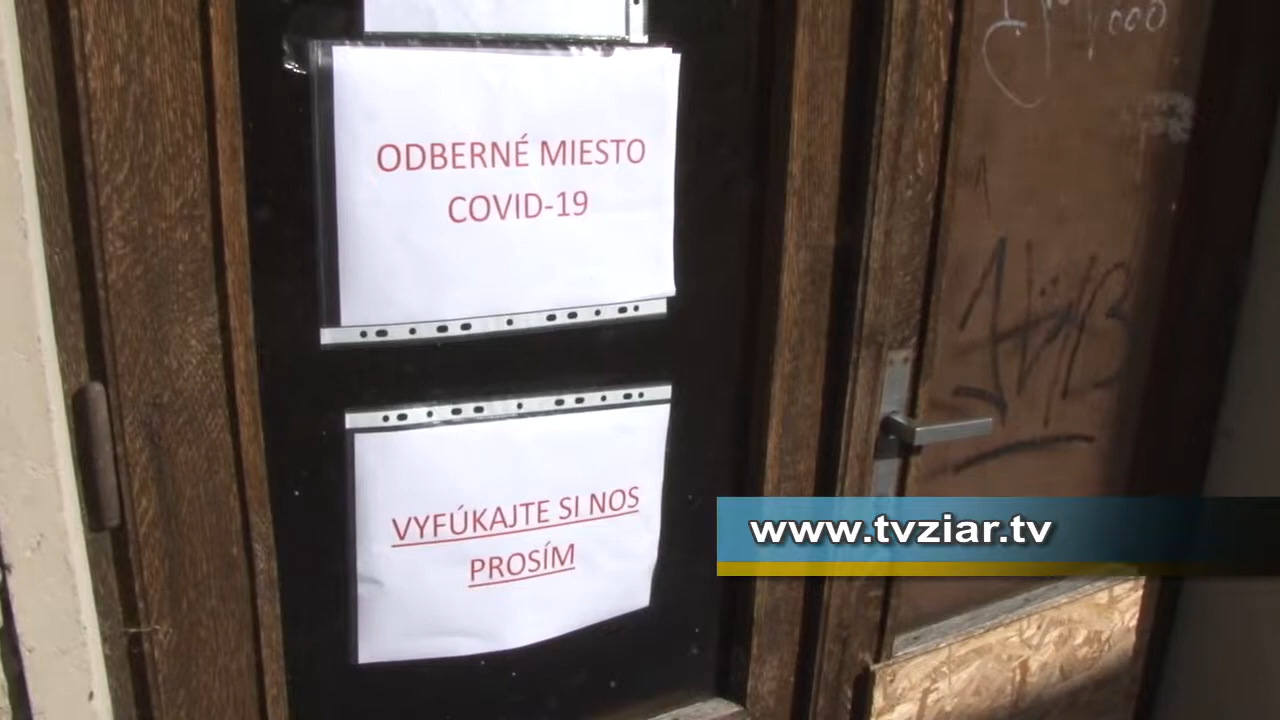 ODBERNÉ MIESTO
COVID-19
VYFÚKAJTE SI NOS
PROSÍM
www.tvziar.tv